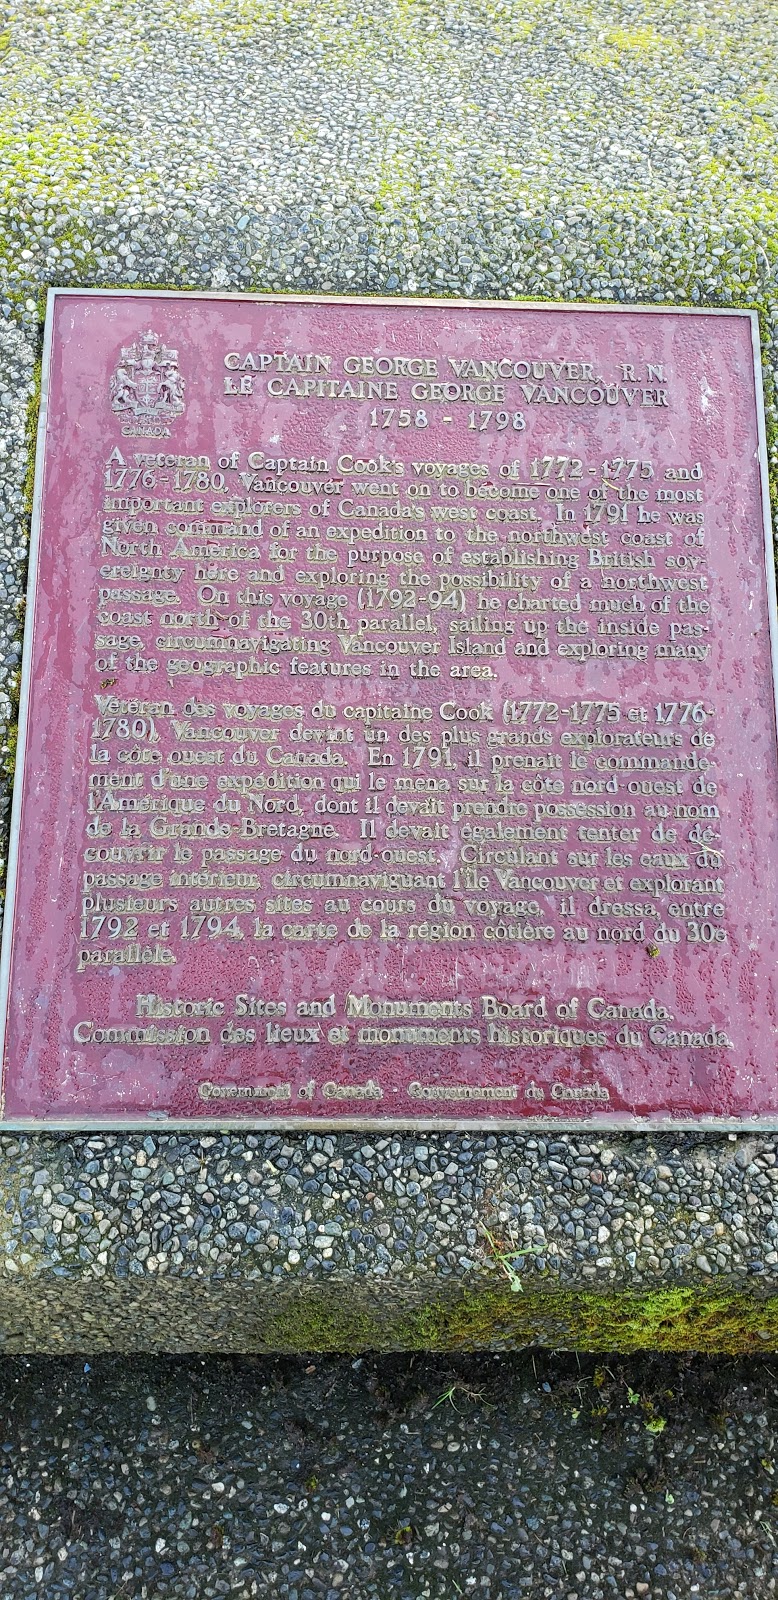 CANADA
CAPTAIN GEORGE VANCOUVER, R.N.
LE CAPITAINE GEORGE VANCOUVER
1758 - 1798
A veteran of Captain Cook's voyages of 1772-1775 and
1776-1780, Vancouver went on to become one of the most
important explorers of Canada's west coast. In 1791 he was
given command of an expedition to the northwest coast of
North America for the purpose of establishing British sov-
ereignty here and exploring the possibility of a northwest
passage. On this voyage (1792-94) he charted much of the
coast north of the 30th parallel, sailing up the inside pas-
sage, circumnavigating Vancouver Island and exploring many
of the geographic features in the area.
Vétéran des voyages du capitaine Cook (1772-1775 et 1776-
1780), Vancouver devint un des plus grands explorateurs de
la côte ouest du Canada. En 1791, il prenait le commande-
ment d'une expédition qui le mena sur la côte nord-ouest de
l'Amérique du Nord, dont il devait prendre possession au nom
de la Grande-Bretagne. Il devait également tenter de dé-
couvrir le passage du nord-ouest. Circulant sur les eaux du
passage intérieur, circumnaviguant l'île Vancouver et explorant
plusieurs autres sites au cours du voyage, il dressa, entre
1792 et 1794, la carte de la région côtière au nord du 30e
parallèle.
Historic Sites and Monuments Board of Canada.
Commission des lieux et monuments historiques du Canada.
Government of Canada - Gouvernement du Canada